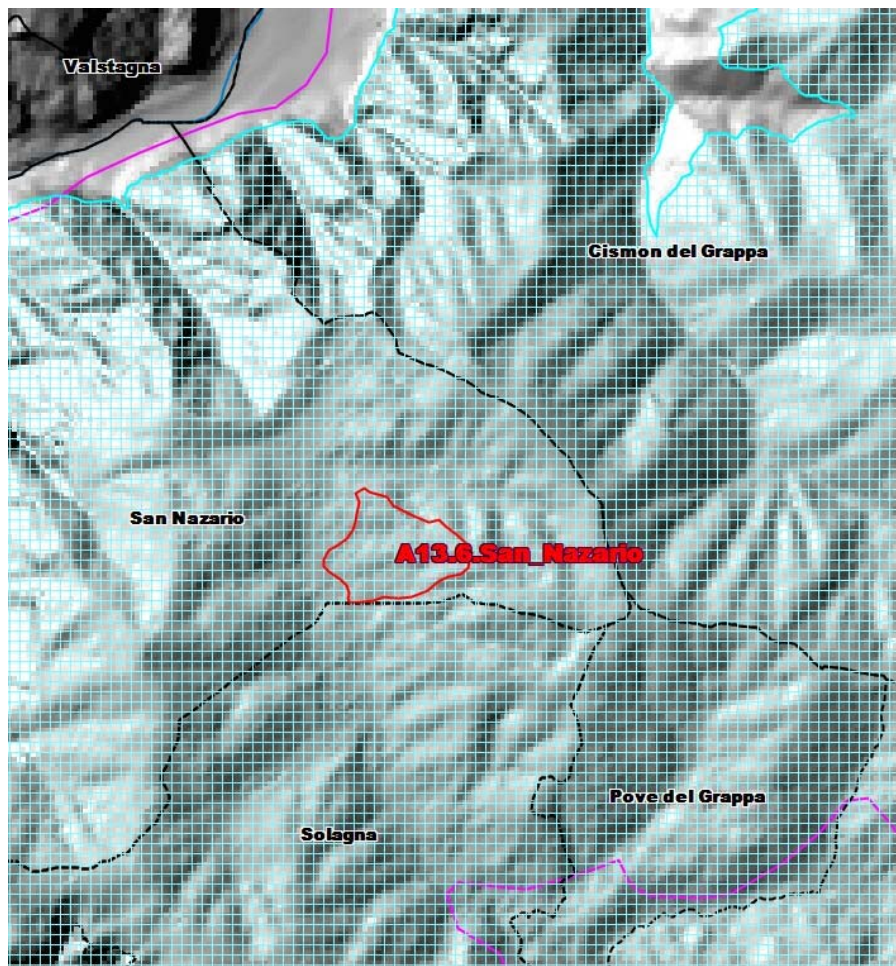 Valstagna
Cismon del Grappa
San Nazario
A13.6.San_Nazario
Pove del Grappa
Solagna